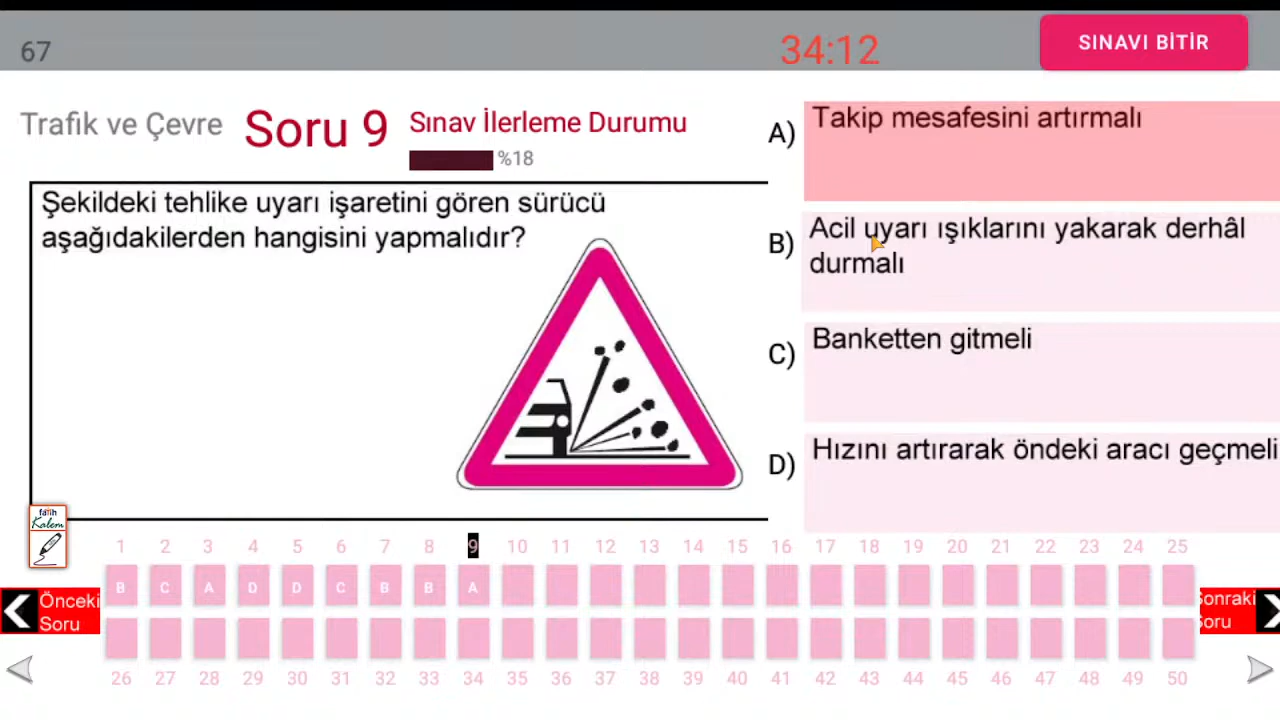 67
34:12
SINAVI BİTİR
Trafik ve Çevre
Soru 9
Sınav İlerleme Durumu
%18
Şekildeki tehlike uyarı işaretini gören sürücü
aşağıdakilerden hangisini yapmalıdır?
A) Takip mesafesini artırmalı
B) Acil uyarı ışıklarını yakarak derhâl
durmalı
C) Banketten gitmeli
D) Hızını artırarak öndeki aracı geçmeli
fatih
Kalem
1 2 3 4 5 6 7 8 9 10 11 12 13 14 15 16 17 18 19 20 21 22 23 24 25
B C A D D C B B A
Önceki
Soru
Sonraki
Soru
26 27 28 29 30 31 32 33 34 35 36 37 38 39 40 41 42 43 44 45 46 47 48 49 50